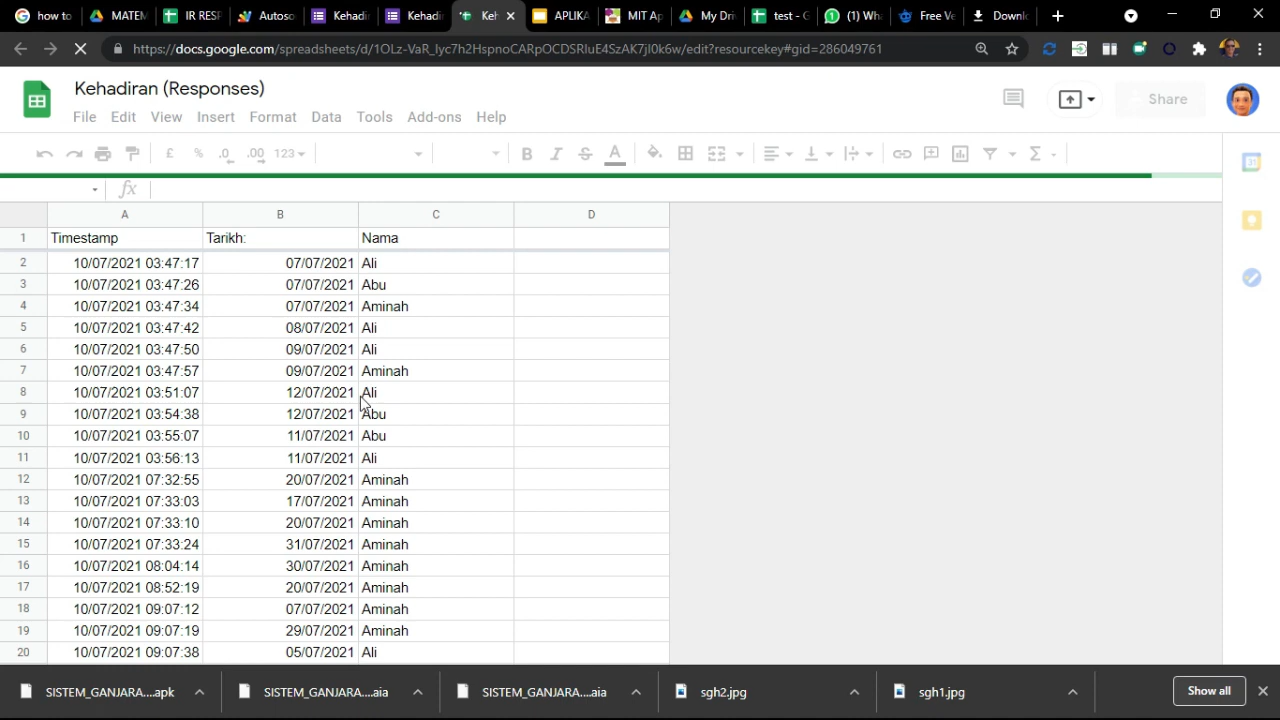 how to
MATEM
IR RESP
Autoso
Kehadi
Kehadi
Keh
APLIKA
MIT Ap
My Dri
test - G
(1) Wha
Free Ve
Downl
https://docs.google.com/spreadsheets/d/1OLz-VaR_lyc7h2HspnoCARpOCDSRluE4SzAK7jl0k6w/edit?resourcekey#gid=286049761
Kehadiran (Responses)
Share
File Edit View Insert Format Data Tools Add-ons Help
£ % .0 .00 123 B I S A Σ
fx
31
A B C D
1 Timestamp Tarikh: Nama
2 10/07/2021 03:47:17 07/07/2021 Ali
3 10/07/2021 03:47:26 07/07/2021 Abu
4 10/07/2021 03:47:34 07/07/2021 Aminah
5 10/07/2021 03:47:42 08/07/2021 Ali
6 10/07/2021 03:47:50 09/07/2021 Ali
7 10/07/2021 03:47:57 09/07/2021 Aminah
8 10/07/2021 03:51:07 12/07/2021 Ali
9 10/07/2021 03:54:38 12/07/2021 Abu
10 10/07/2021 03:55:07 11/07/2021 Abu
11 10/07/2021 03:56:13 11/07/2021 Ali
12 10/07/2021 07:32:55 20/07/2021 Aminah
13 10/07/2021 07:33:03 17/07/2021 Aminah
14 10/07/2021 07:33:10 20/07/2021 Aminah
15 10/07/2021 07:33:24 31/07/2021 Aminah
16 10/07/2021 08:04:14 30/07/2021 Aminah
17 10/07/2021 08:52:19 20/07/2021 Aminah
18 10/07/2021 09:07:12 07/07/2021 Aminah
19 10/07/2021 09:07:19 29/07/2021 Aminah
20 10/07/2021 09:07:38 05/07/2021 Ali
SISTEM_GANJARA....apk
SISTEM_GANJARA....aia
SISTEM_GANJARA....aia
sgh2.jpg
sgh1.jpg
Show all